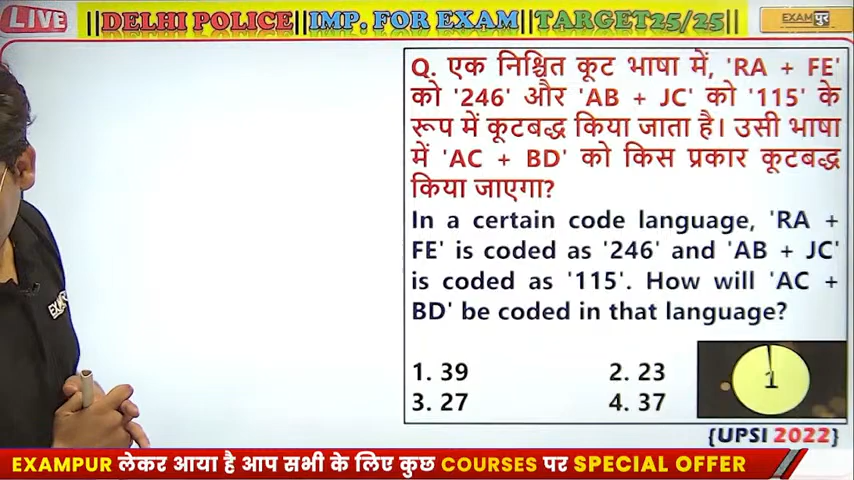 LIVE ||DELHI POLICE||IMP. FOR EXAM||TARGET25/25|| EXAMपुर
Q. एक निश्चित कूट भाषा में, 'RA + FE'
को '246' और 'AB + JC' को '115' के
रूप में कूटबद्ध किया जाता है। उसी भाषा
में 'AC + BD' को किस प्रकार कूटबद्ध
किया जाएगा?
In a certain code language, 'RA +
FE' is coded as '246' and 'AB + JC'
is coded as '115'. How will 'AC +
BD' be coded in that language?
1. 39 2. 23
3. 27 4. 37
1
{UPSI 2022}
EXAMPUR लेकर आया है आप सभी के लिए कुछ COURSES पर SPECIAL OFFER